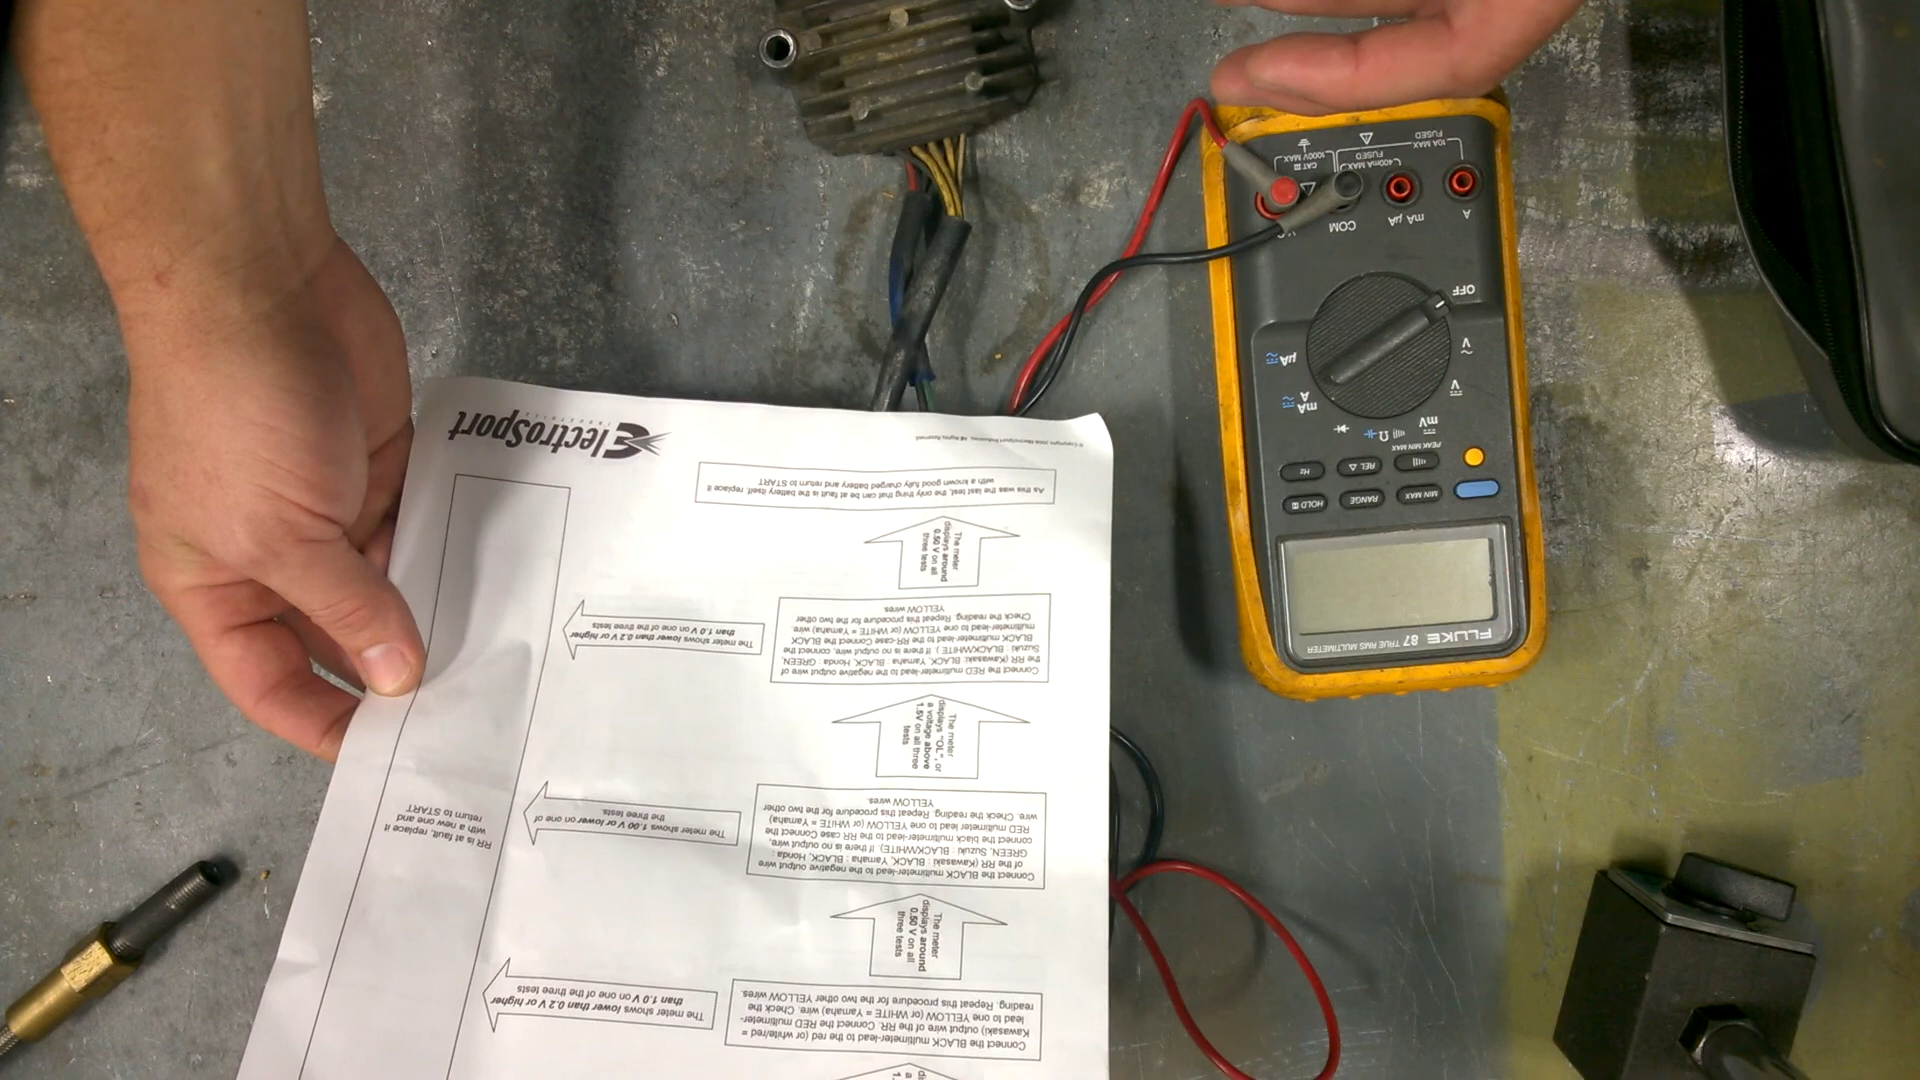 Connect the BLACK multimeter-lead to the red (or white/red =
Kawasaki) output wire of the RR. Connect the RED multimeter-
lead to one YELLOW (or WHITE = Yamaha) wire. Check the
reading. Repeat this procedure for the two other YELLOW wires.
The meter shows lower than 0.2 V or higher
than 1.0 V on one of the three tests
The meter
displays around
0.50 V on all
three tests
Connect the BLACK multimeter-lead to the negative output wire
of the RR (Kawasaki : BLACK, Yamaha : BLACK, Honda :
GREEN, Suzuki : BLACK/WHITE). If there is no output wire,
connect the black multimeter-lead to the RR case Connect the
RED multimeter lead to one YELLOW (or WHITE = Yamaha)
wire. Check the reading. Repeat this procedure for the two other
YELLOW wires.
The meter shows 1.00 V or lower on one of
the three tests
RR is at fault, replace it
with a new one and
return to START
The meter
displays "OL", or
a voltage above
1.5V on all three
tests
Connect the RED multimeter-lead to the negative output wire of
the RR (Kawasaki: BLACK, Yamaha : BLACK, Honda : GREEN,
Suzuki : BLACK/WHITE ). If there is no output wire, connect the
BLACK multimeter-lead to the RR-case Connect the BLACK
multimeter-lead to one YELLOW (or WHITE = Yamaha) wire.
Check the reading. Repeat this procedure for the two other
YELLOW wires.
The meter shows lower than 0.2 V or higher
than 1.0 V on one of the three tests
The meter
displays around
0.50 V on all
three tests
As this was the last test, the only thing that can be at fault is the battery itself, replace it
with a known good fully charged battery and return to START
ElectroSport
All Rights Reserved
FLUKE 87 TRUE RMS MULTIMETER
MIN MAX
RANGE
HOLD
REL
Hz
PEAK MIN MAX
mV
Ω
V
V
OFF
mA
A
µA
A
mA µA
COM
10A MAX
FUSED
400mA MAX
FUSED
CAT III
1000V MAX